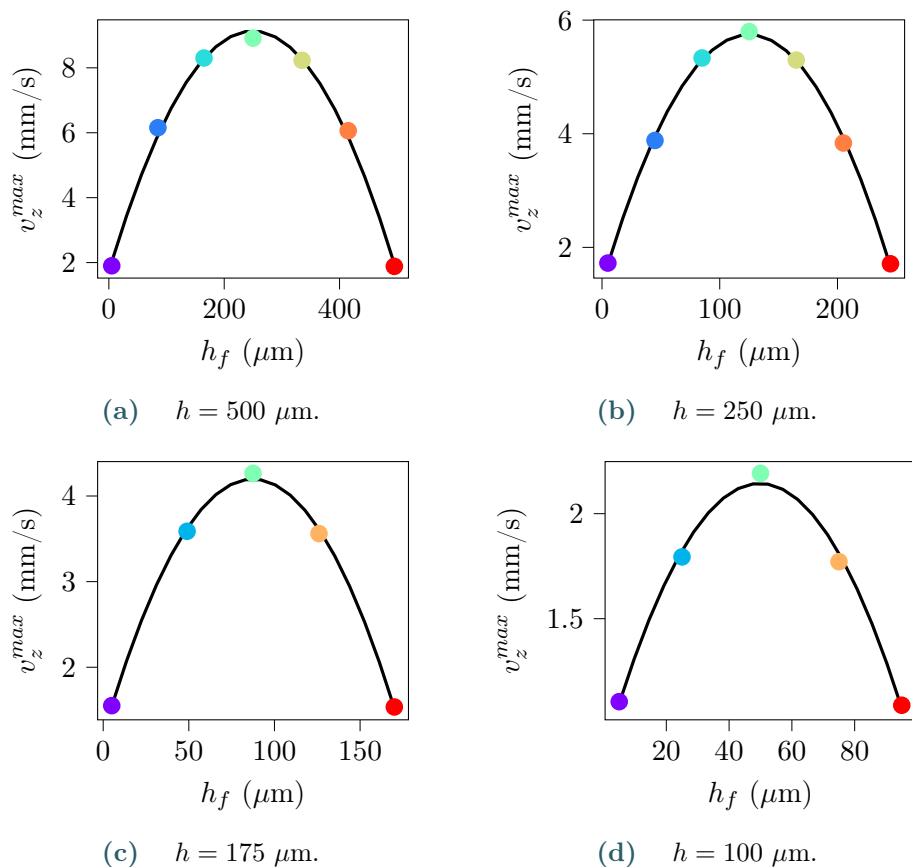 8
6
4
2
v_z^{max} (mm/s)
0 200 400
h_f (μm)
(a) h = 500 μm.
6
4
2
v_z^{max} (mm/s)
0 100 200
h_f (μm)
(b) h = 250 μm.
4
3
2
v_z^{max} (mm/s)
0 50 100 150
h_f (μm)
(c) h = 175 μm.
2
1.5
v_z^{max} (mm/s)
20 40 60 80
h_f (μm)
(d) h = 100 μm.